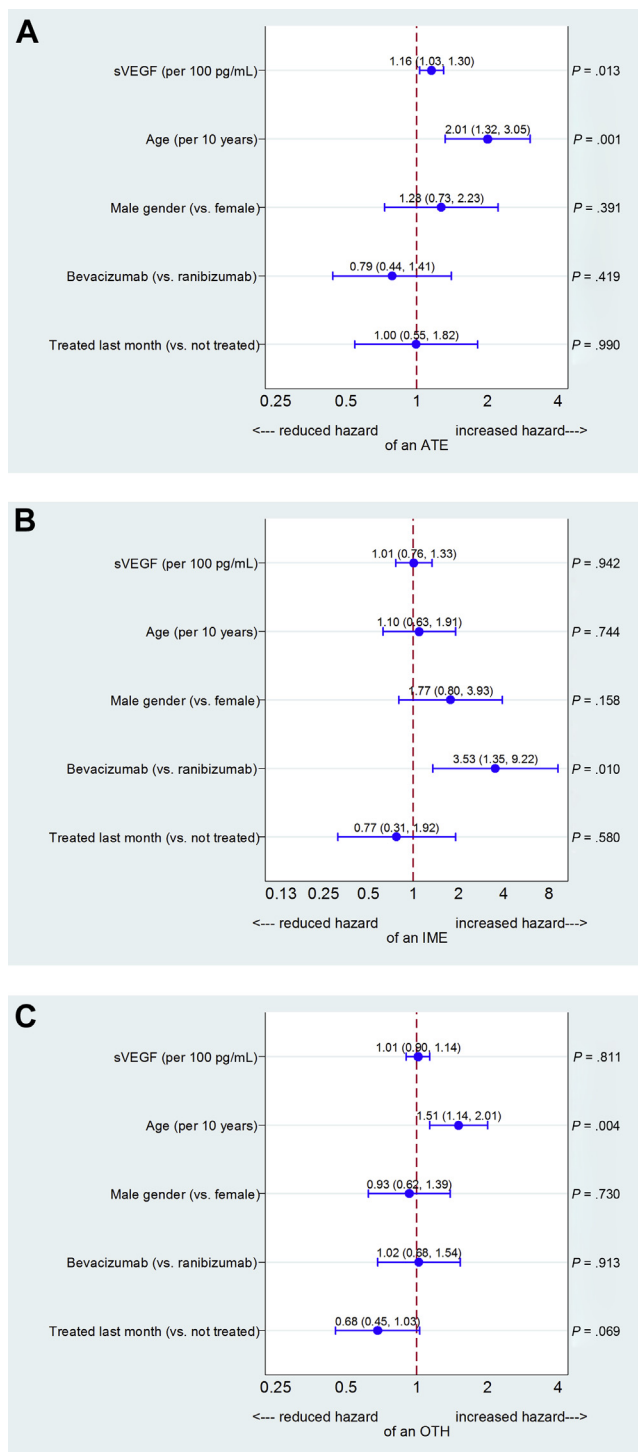 A
1.16 (1.03, 1.30)
sVEGF (per 100 pg/mL)
P = .013
2.01 (1.32, 3.05)
Age (per 10 years)
P = .001
1.28 (0.73, 2.23)
Male gender (vs. female)
P = .391
0.79 (0.44, 1.41)
Bevacizumab (vs. ranibizumab)
P = .419
1.00 (0.55, 1.82)
Treated last month (vs. not treated)
P = .990
0.25 0.5 1 2 4
<--- reduced hazard increased hazard--->
of an ATE
B
1.01 (0.76, 1.33)
sVEGF (per 100 pg/mL)
P = .942
1.10 (0.63, 1.91)
Age (per 10 years)
P = .744
1.77 (0.80, 3.93)
Male gender (vs. female)
P = .158
3.53 (1.35, 9.22)
Bevacizumab (vs. ranibizumab)
P = .010
0.77 (0.31, 1.92)
Treated last month (vs. not treated)
P = .580
0.13 0.25 0.5 1 2 4 8
<--- reduced hazard increased hazard--->
of an IME
C
1.01 (0.90, 1.14)
sVEGF (per 100 pg/mL)
P = .811
1.51 (1.14, 2.01)
Age (per 10 years)
P = .004
0.93 (0.62, 1.39)
Male gender (vs. female)
P = .730
1.02 (0.68, 1.54)
Bevacizumab (vs. ranibizumab)
P = .913
0.68 (0.45, 1.03)
Treated last month (vs. not treated)
P = .069
0.25 0.5 1 2 4
<--- reduced hazard increased hazard--->
of an OTH